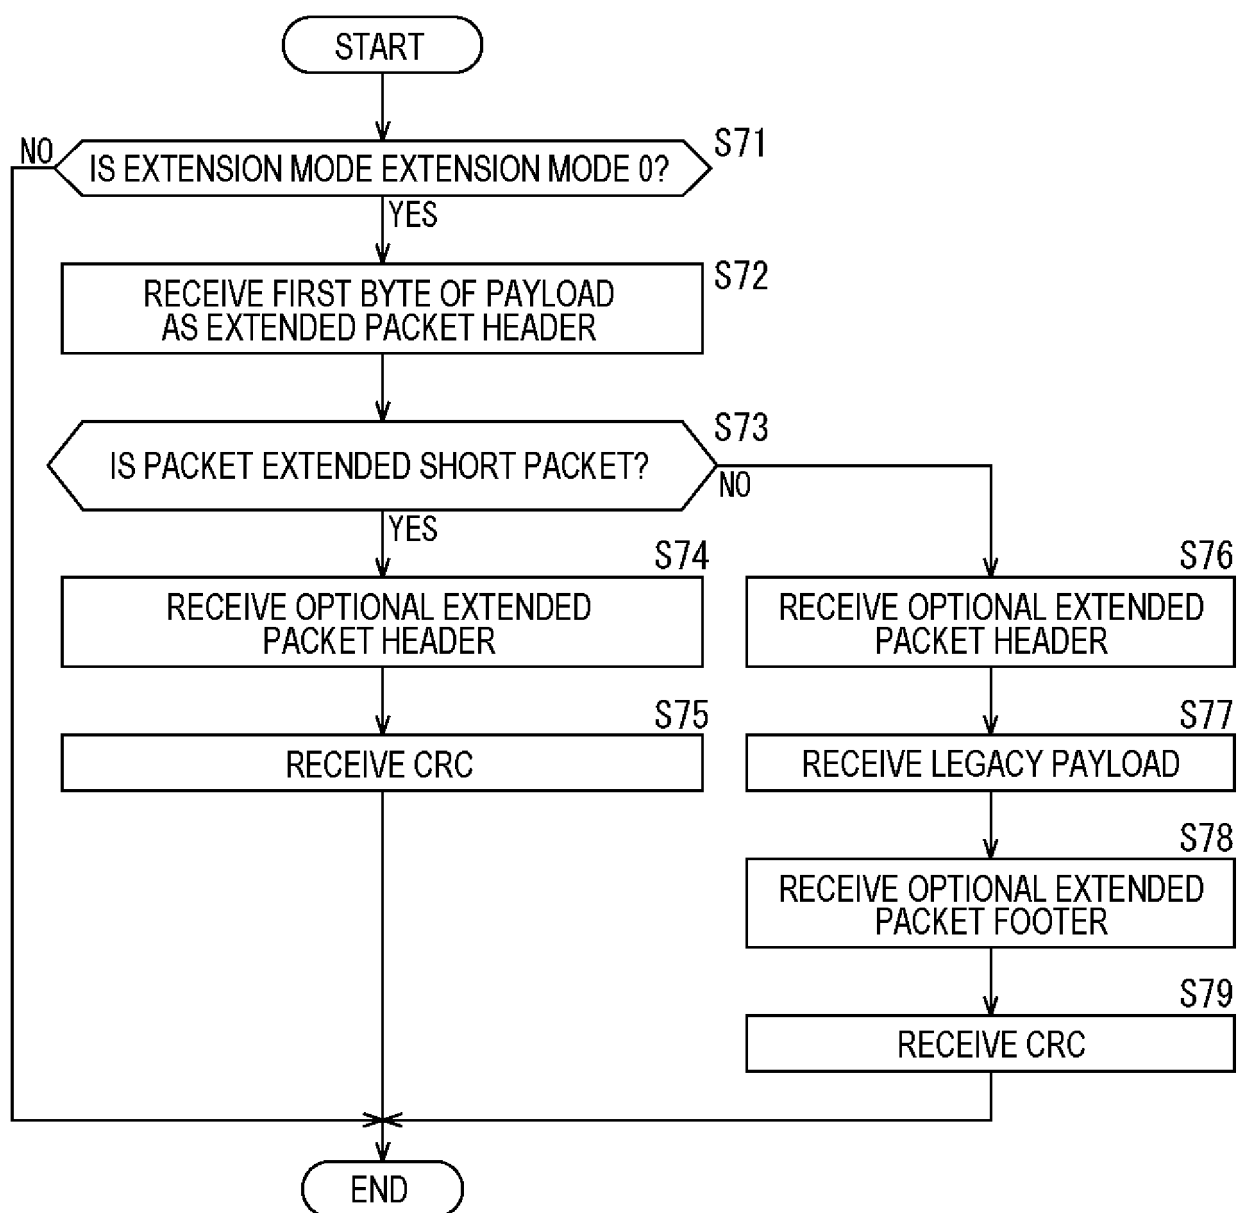 START
S71
NO
IS EXTENSION MODE EXTENSION MODE 0?
YES
S72
RECEIVE FIRST BYTE OF PAYLOAD
AS EXTENDED PACKET HEADER
S73
IS PACKET EXTENDED SHORT PACKET?
NO
YES
S74
RECEIVE OPTIONAL EXTENDED
PACKET HEADER
S75
RECEIVE CRC
S76
RECEIVE OPTIONAL EXTENDED
PACKET HEADER
S77
RECEIVE LEGACY PAYLOAD
S78
RECEIVE OPTIONAL EXTENDED
PACKET FOOTER
S79
RECEIVE CRC
END